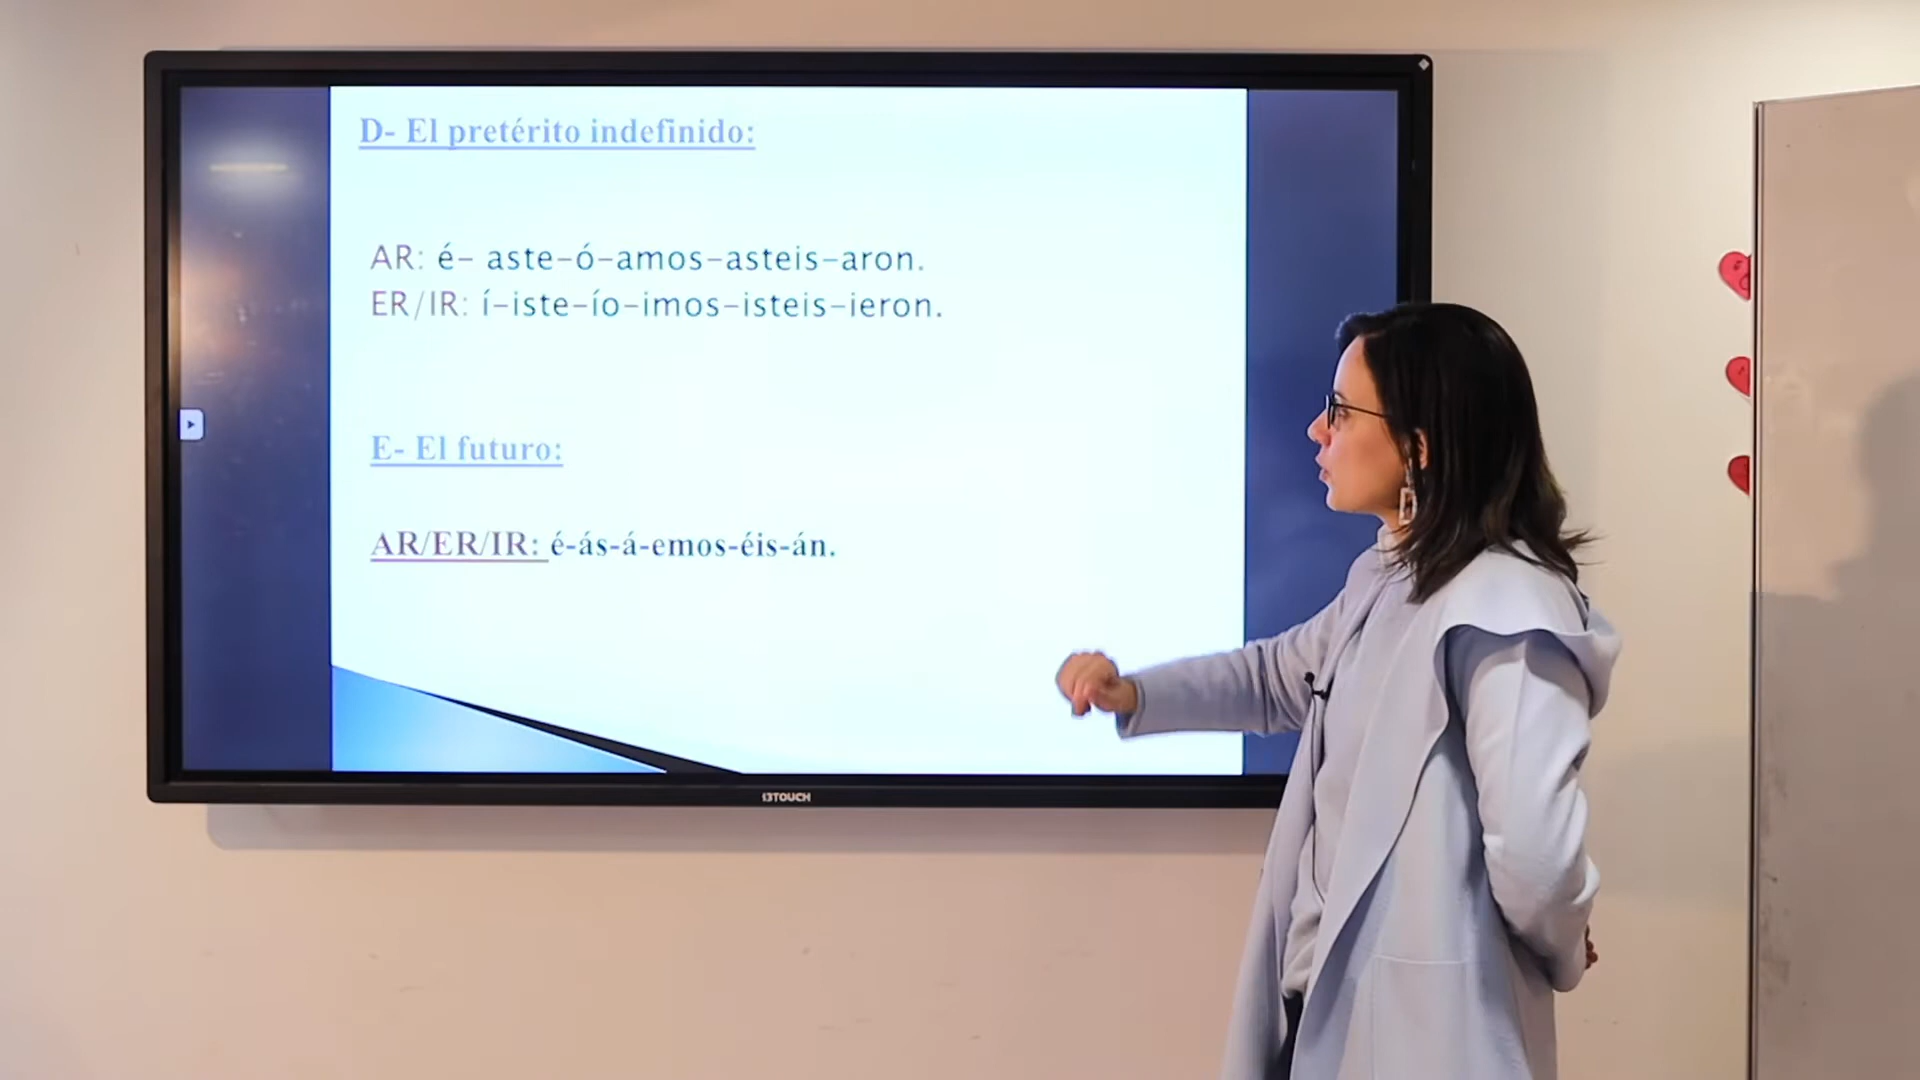 D- El pretérito indefinido:
AR: é- aste-ó-amos-asteis-aron.
ER/IR: í-iste-ío-imos-isteis-ieron.
E- El futuro:
AR/ER/IR: é-ás-á-emos-éis-án.
i3TOUCH